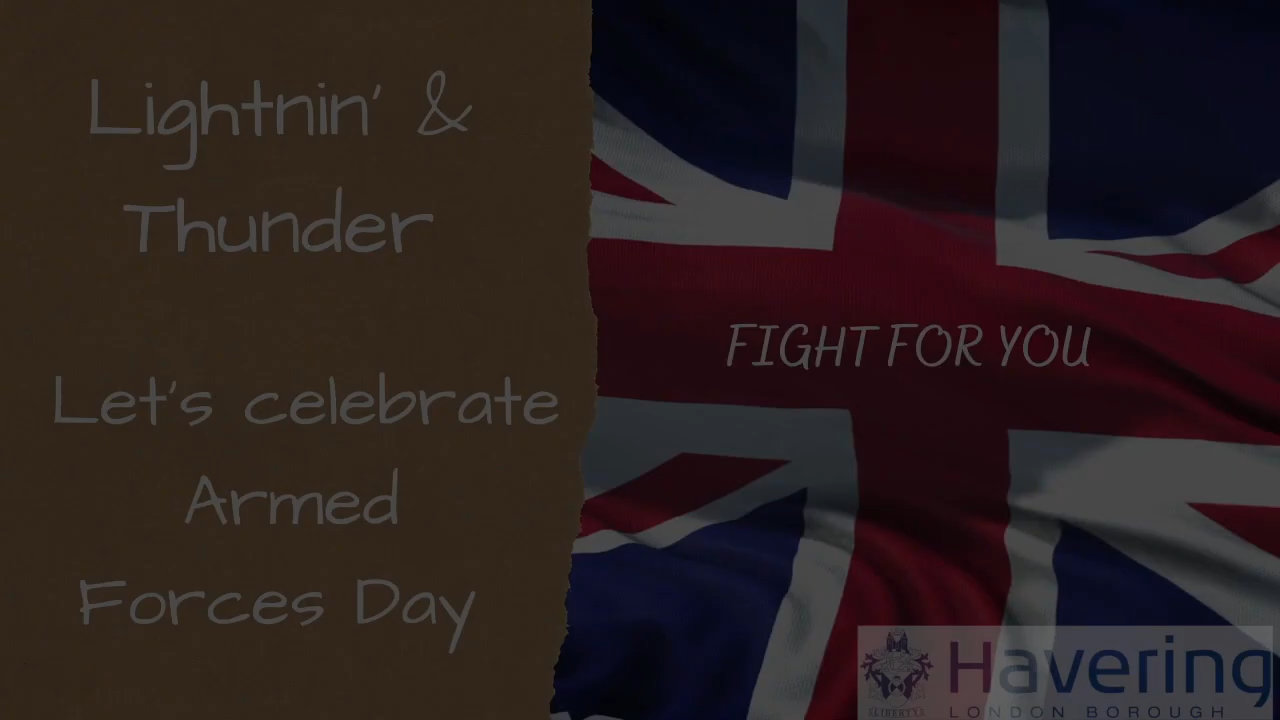 Lightnin' &
Thunder
Let's celebrate
Armed
Forces Day
FIGHT FOR YOU
Havering
LONDON BOROUGH